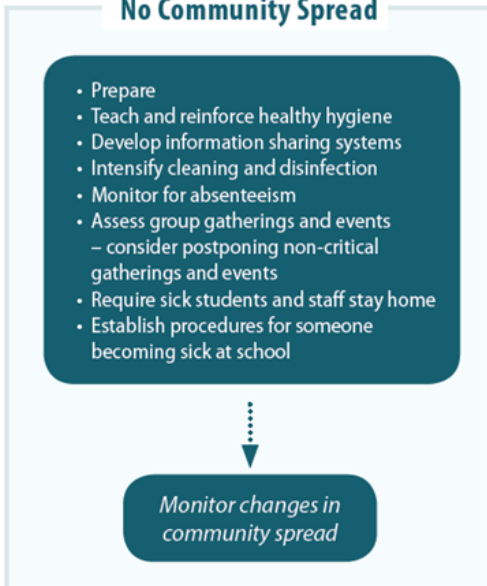 No Community Spread
• Prepare
• Teach and reinforce healthy hygiene
• Develop information sharing systems
• Intensify cleaning and disinfection
• Monitor for absenteeism
• Assess group gatherings and events
– consider postponing non-critical
gatherings and events
• Require sick students and staff stay home
• Establish procedures for someone
becoming sick at school
Monitor changes in
community spread